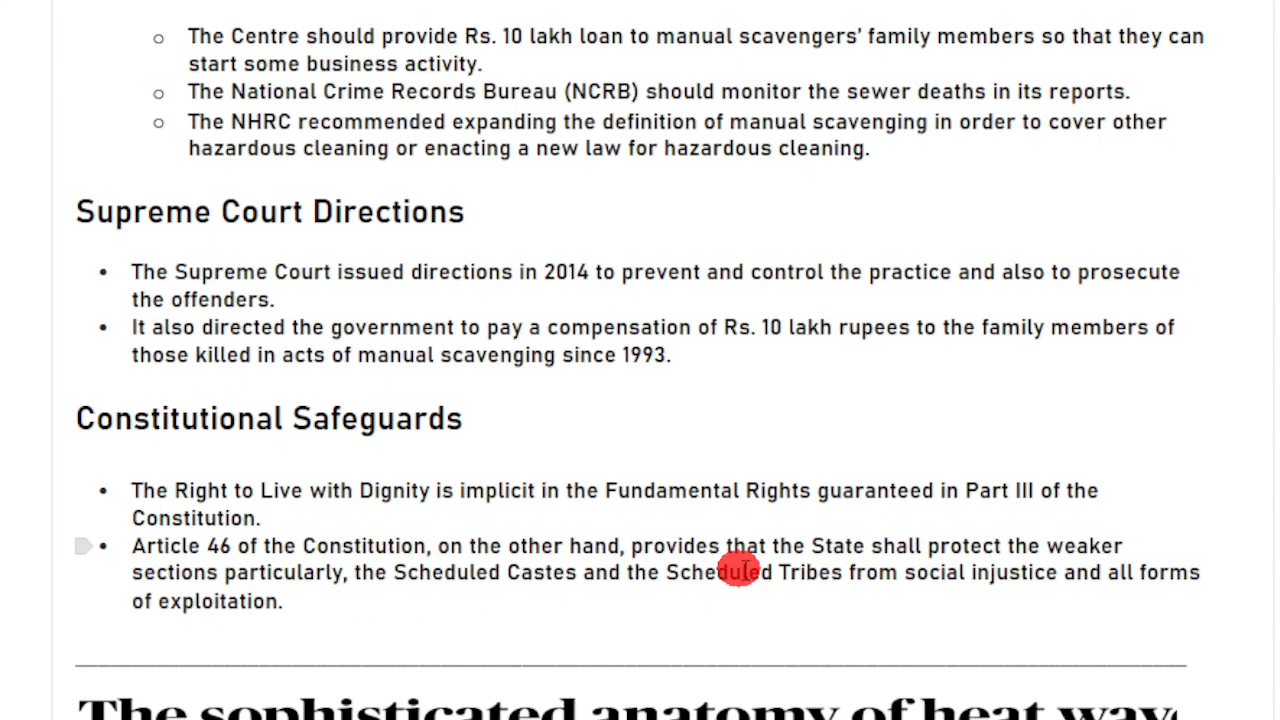 The Centre should provide Rs. 10 lakh loan to manual scavengers' family members so that they can
start some business activity.
The National Crime Records Bureau (NCRB) should monitor the sewer deaths in its reports.
The NHRC recommended expanding the definition of manual scavenging in order to cover other
hazardous cleaning or enacting a new law for hazardous cleaning.
Supreme Court Directions
The Supreme Court issued directions in 2014 to prevent and control the practice and also to prosecute
the offenders.
It also directed the government to pay a compensation of Rs. 10 lakh rupees to the family members of
those killed in acts of manual scavenging since 1993.
Constitutional Safeguards
The Right to Live with Dignity is implicit in the Fundamental Rights guaranteed in Part III of the
Constitution.
Article 46 of the Constitution, on the other hand, provides that the State shall protect the weaker
sections particularly, the Scheduled Castes and the Scheduled Tribes from social injustice and all forms
of exploitation.
The sophisticated anatomy of heat wave